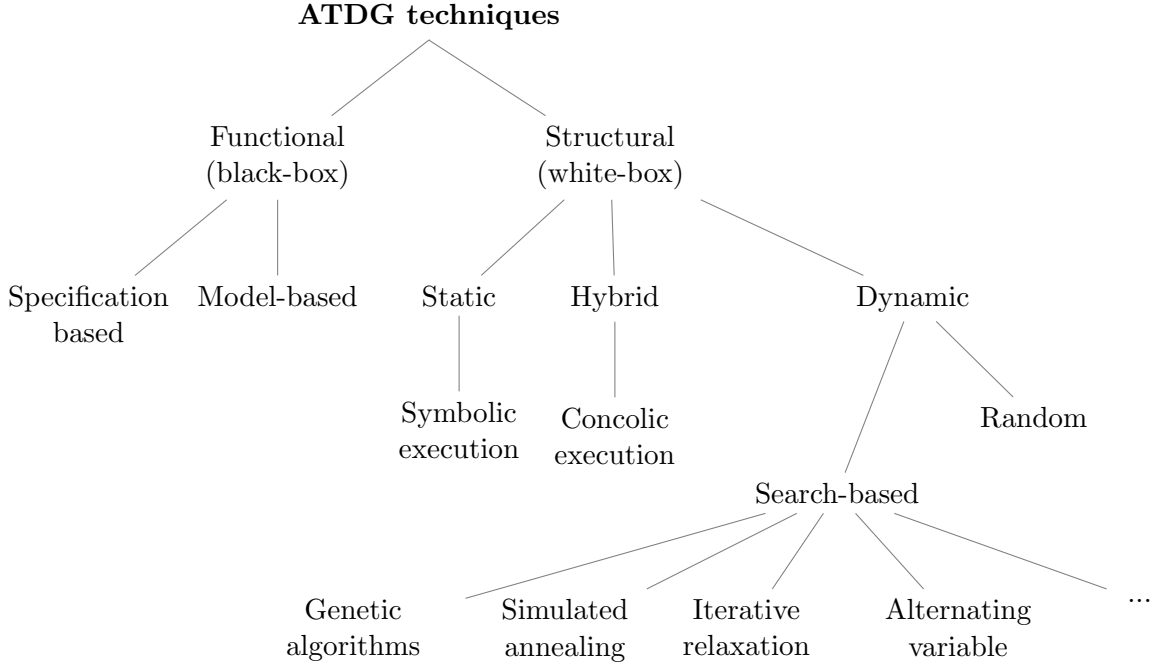 ATDG techniques
Functional
(black-box)
Structural
(white-box)
Specification
based
Model-based
Static
Hybrid
Dynamic
Symbolic
execution
Concolic
execution
Random
Search-based
Genetic
algorithms
Simulated
annealing
Iterative
relaxation
Alternating
variable
...